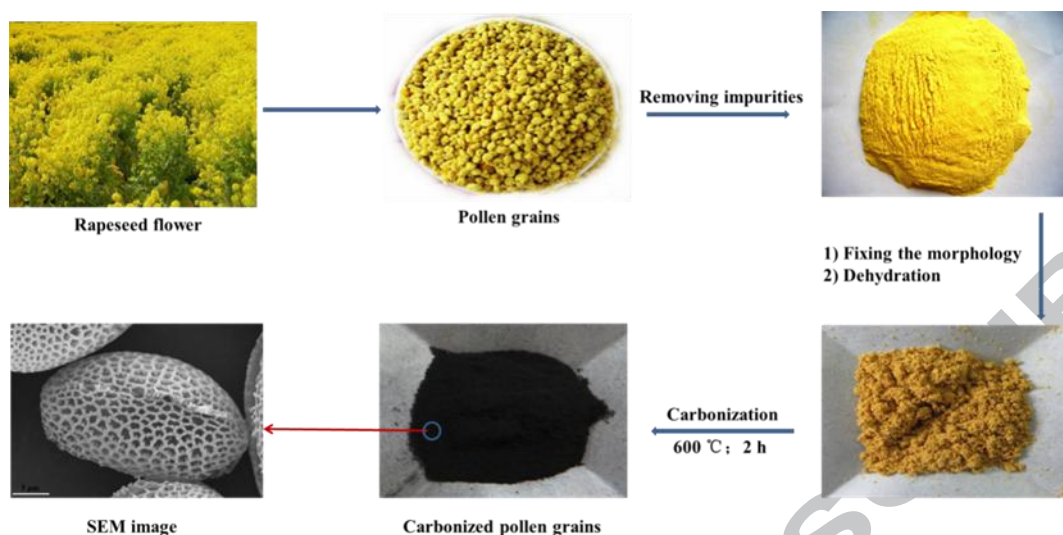 Rapeseed flower
Pollen grains
Removing impurities
1) Fixing the morphology
2) Dehydration
Carbonization
600 ℃; 2 h
Carbonized pollen grains
SEM image